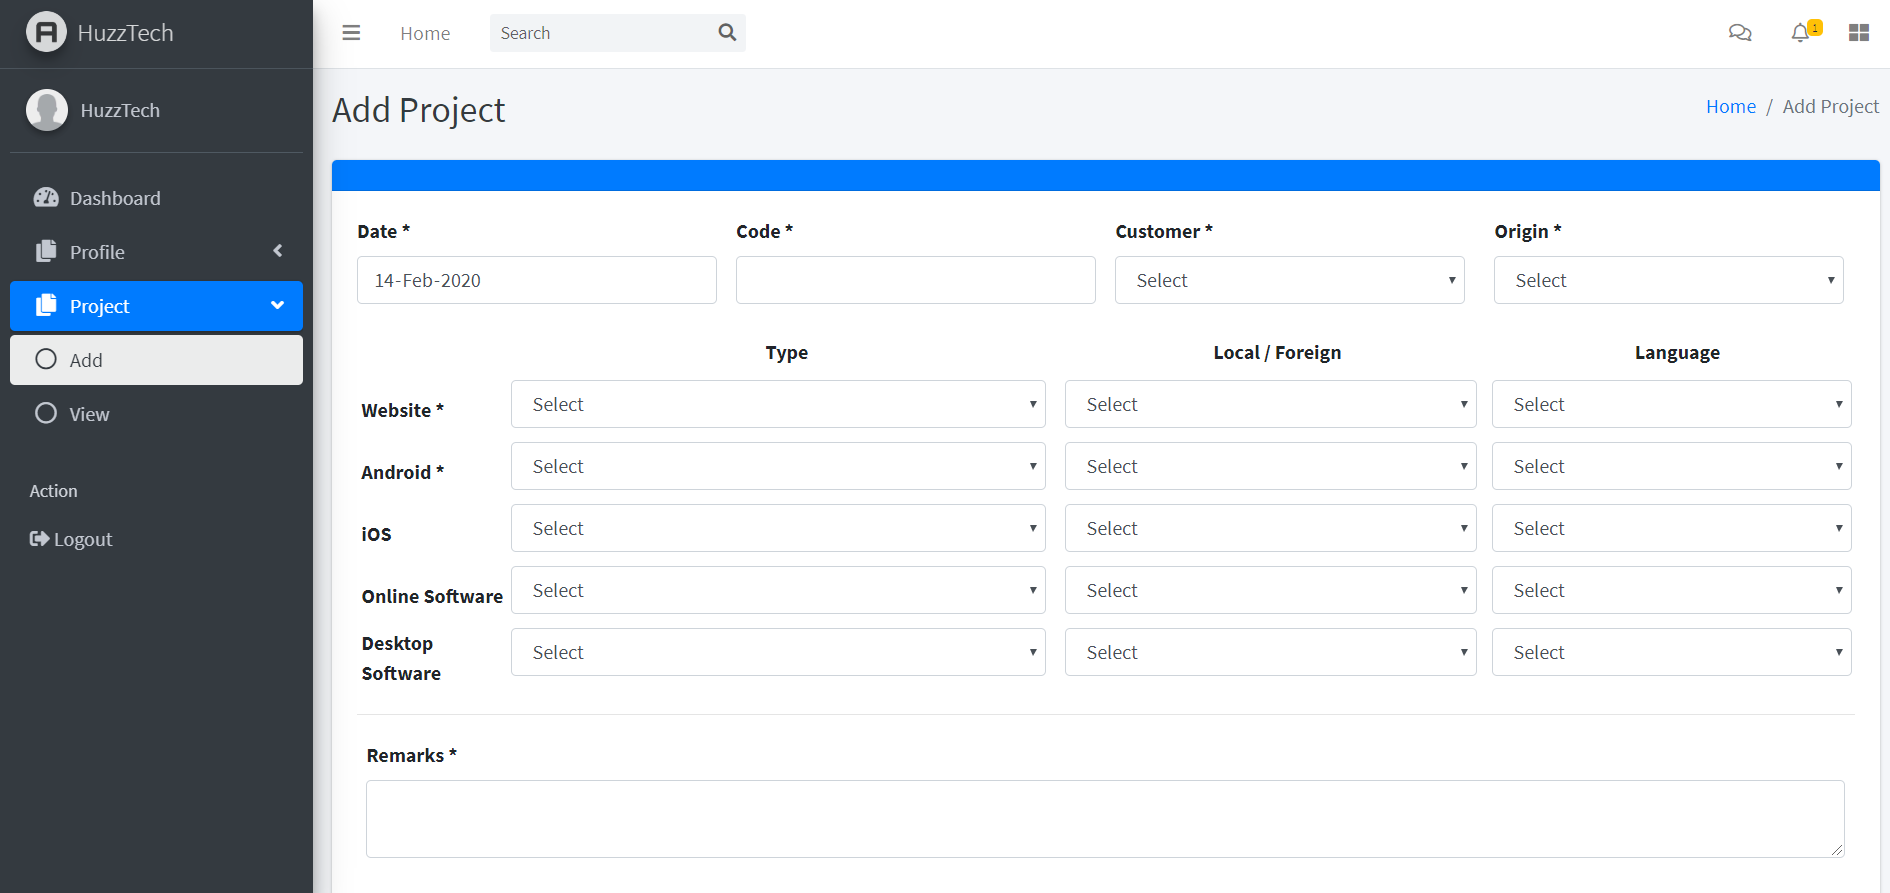 HuzzTech
Home
Search
1
HuzzTech
Add Project
Home / Add Project
Dashboard
Profile
Project
Add
View
Action
Logout
Date *
Code *
Customer *
Origin *
14-Feb-2020
Select
Select
Type
Local / Foreign
Language
Website *
Select
Select
Select
Android *
Select
Select
Select
iOS
Select
Select
Select
Online Software
Select
Select
Select
Desktop
Software
Select
Select
Select
Remarks *